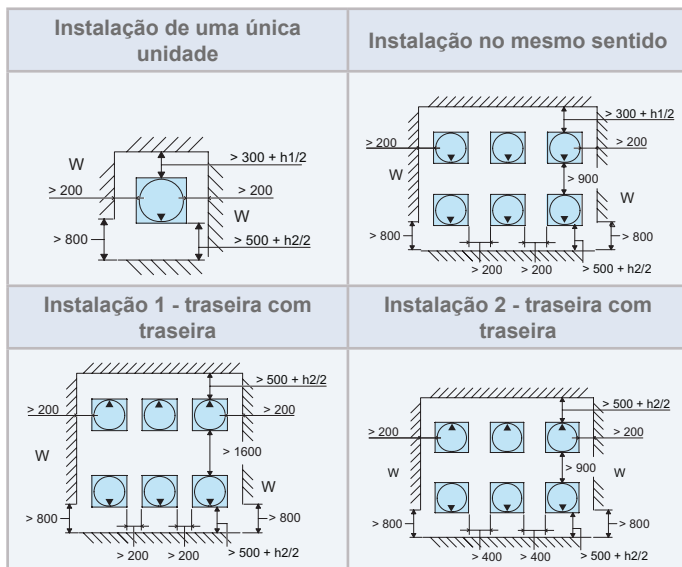 Instalação de uma única
unidade
W
> 300 + h1/2
> 200
> 200
W
> 800
> 500 + h2/2
Instalação no mesmo sentido
> 300 + h1/2
> 200
> 200
W
> 900
W
> 800
> 800
> 200
> 200
> 500 + h2/2
Instalação 1 - traseira com
traseira
> 500 + h2/2
> 200
> 200
> 1600
W
W
> 800
> 800
> 200
> 200
> 500 + h2/2
Instalação 2 - traseira com
traseira
> 500 + h2/2
> 200
> 200
W
> 900
W
> 800
> 800
> 400
> 400
> 500 + h2/2